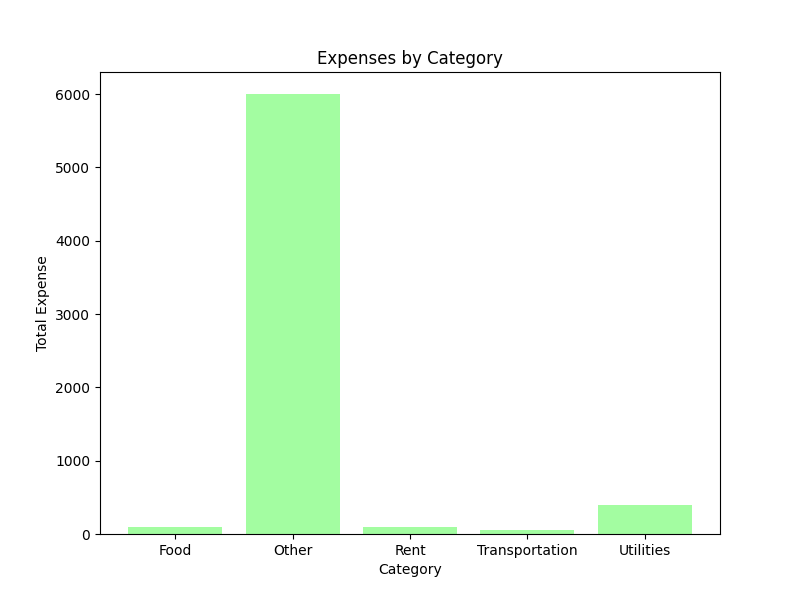 Expenses by Category
Total Expense
6000
5000
4000
3000
2000
1000
0
Food Other Rent Transportation Utilities
Category